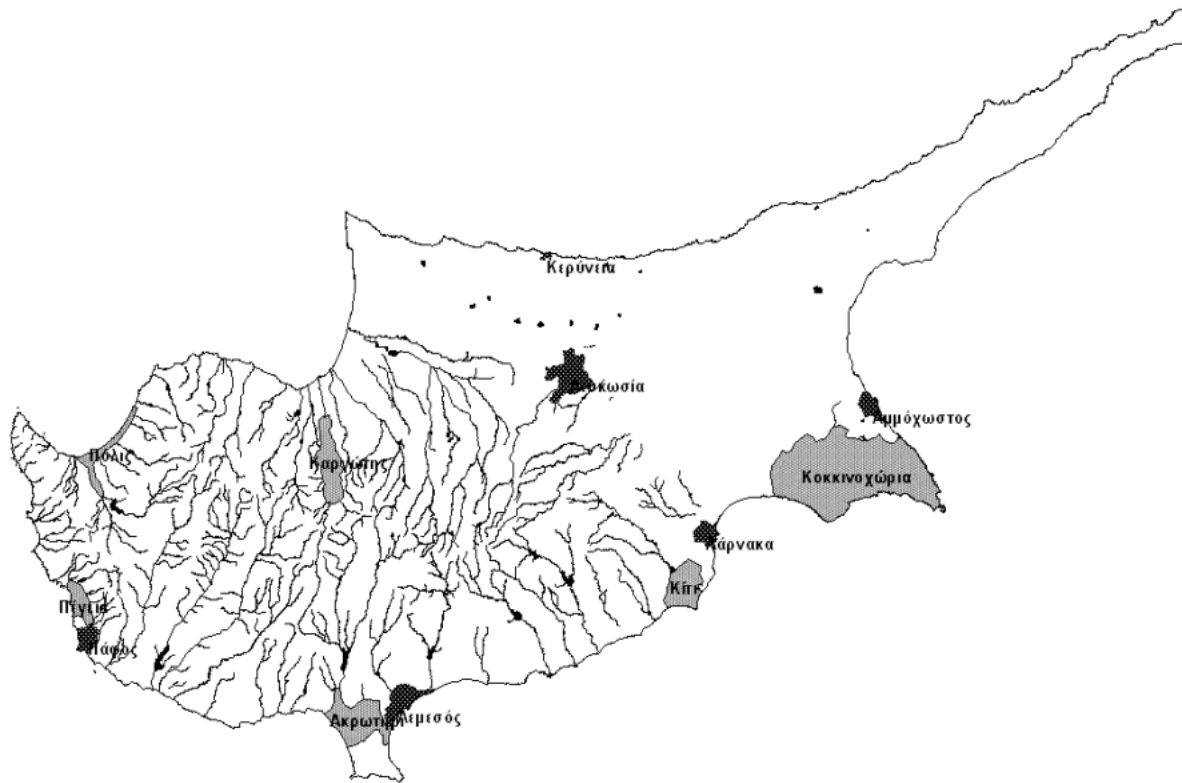 Κερύνεια
Λευκωσία
Αμμόχωστος
Πόλις
Καργώτης
Κοκκινοχώρια
Λάρνακα
Κίτι
Πέγεια
Πάφος
Ακρωτήρι
Λεμεσός